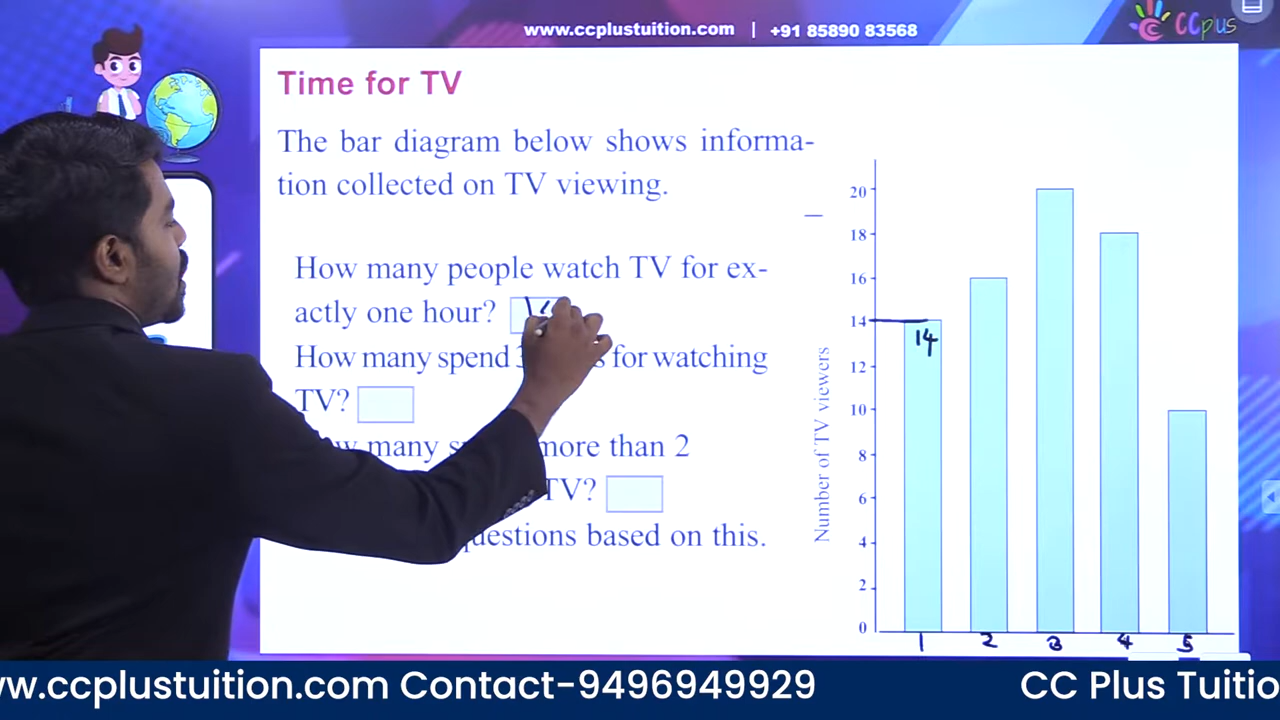 www.ccplustuition.com | +91 85890 83568
CCplus
Time for TV
The bar diagram below shows informa-
tion collected on TV viewing.
How many people watch TV for ex-
actly one hour?
How many spend 3 for watching
TV?
many more than 2
TV?
questions based on this.
Number of TV viewers
20
18
16
14
12
10
8
6
4
2
0
14
1 2 3 4 5
ww.ccplustuition.com Contact-9496949929 CC Plus Tuitio